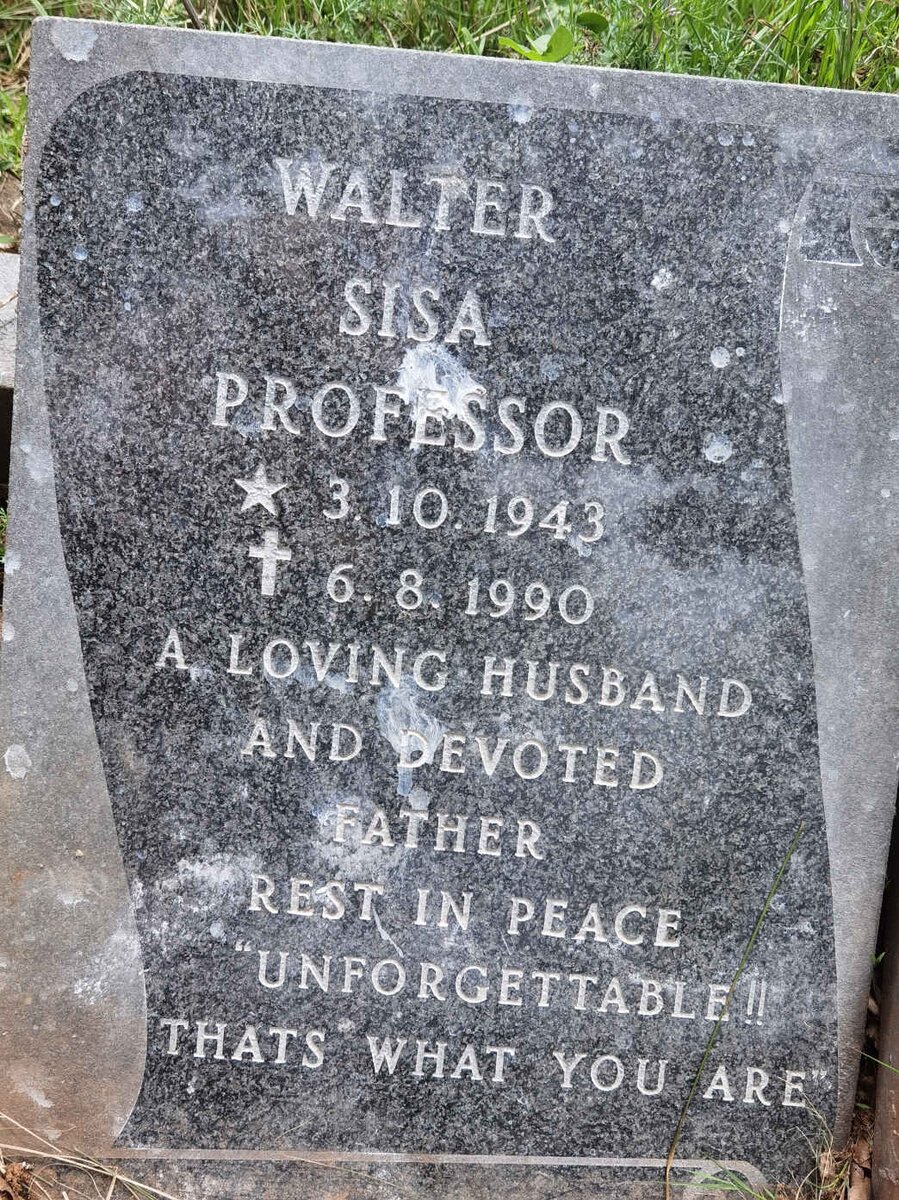 WALTER
SISA
PROFESSOR
★ 3. 10. 1943
✝ 6. 8. 1990
A LOVING HUSBAND
AND DEVOTED
FATHER
REST IN PEACE
“UNFORGETTABLE!!
THATS WHAT YOU ARE”